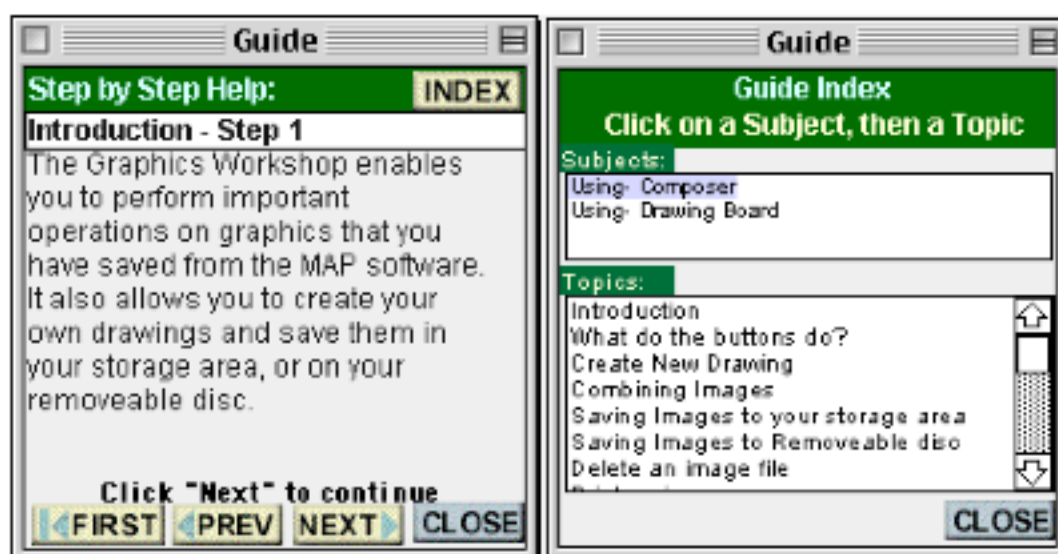 Guide
Step by Step Help:
INDEX
Introduction - Step 1
The Graphics Workshop enables
you to perform important
operations on graphics that you
have saved from the MAP software.
It also allows you to create your
own drawings and save them in
your storage area, or on your
removeable disc.
Click "Next" to continue
FIRST
PREV
NEXT
CLOSE
Guide
Guide Index
Click on a Subject, then a Topic
Subjects:
Using- Composer
Using- Drawing Board
Topics:
Introduction
What do the buttons do?
Create New Drawing
Combining Images
Saving Images to your storage area
Saving Images to Removeable disc
Delete an image file
CLOSE